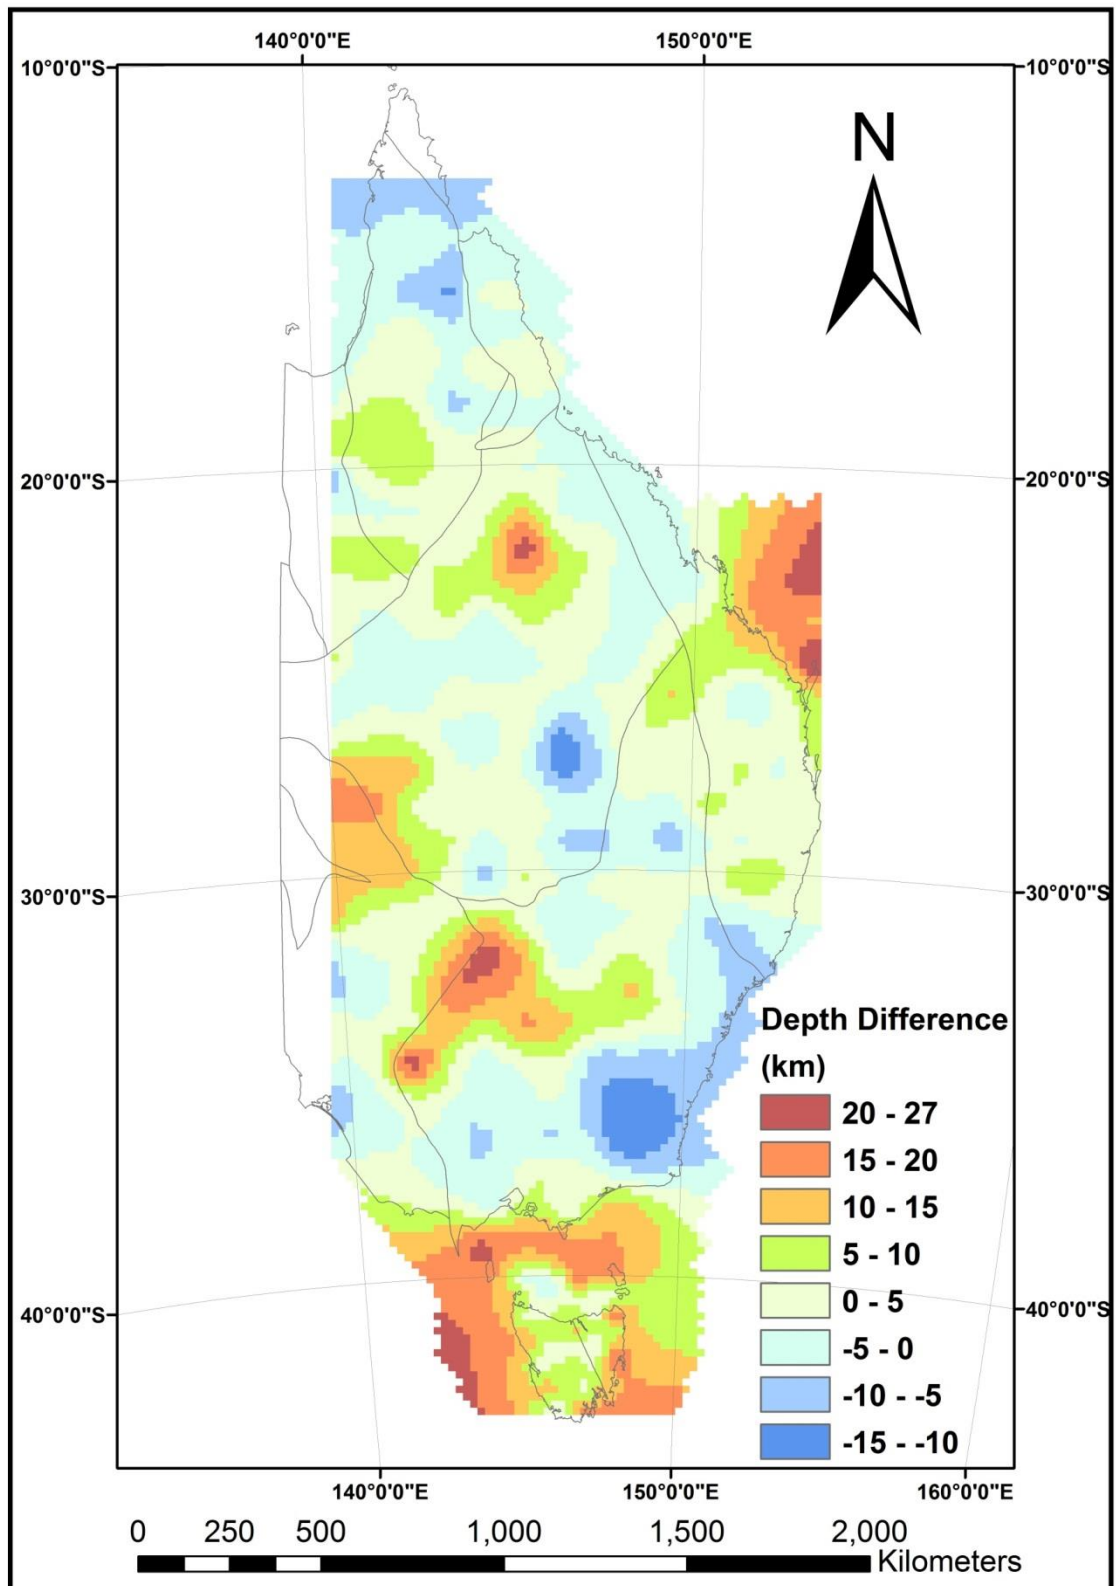 140°0'0"E 150°0'0"E
10°0'0"S 10°0'0"S
N
20°0'0"S 20°0'0"S
30°0'0"S 30°0'0"S
Depth Difference
(km)
20 - 27
15 - 20
10 - 15
5 - 10
0 - 5
-5 - 0
-10 - -5
-15 - -10
40°0'0"S 40°0'0"S
140°0'0"E 150°0'0"E 160°0'0"E
0 250 500 1,000 1,500 2,000
Kilometers